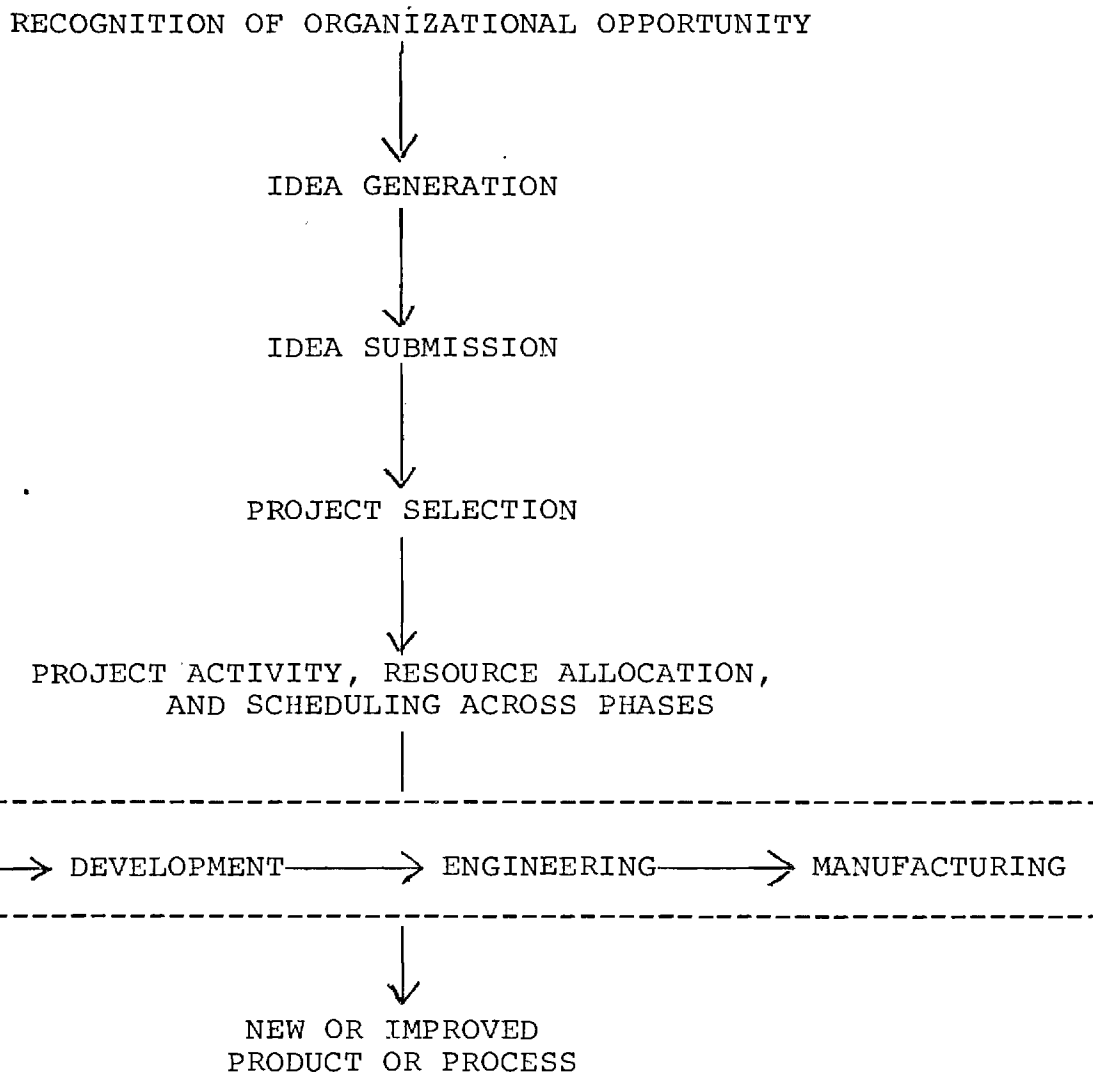 RECOGNITION OF ORGANIZATIONAL OPPORTUNITY
IDEA GENERATION
IDEA SUBMISSION
PROJECT SELECTION
PROJECT ACTIVITY, RESOURCE ALLOCATION,
AND SCHEDULING ACROSS PHASES
DEVELOPMENT ENGINEERING MANUFACTURING
NEW OR IMPROVED
PRODUCT OR PROCESS